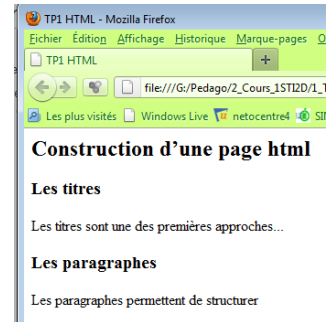 TP1 HTML - Mozilla Firefox
Fichier Édition Affichage Historique Marque-pages
TP1 HTML +
file:///G:/Pedago/2_Cours_1STI2D/1_T
Les plus visités Windows Live netocentre4
Construction d’une page html
Les titres
Les titres sont une des premières approches...
Les paragraphes
Les paragraphes permettent de structurer